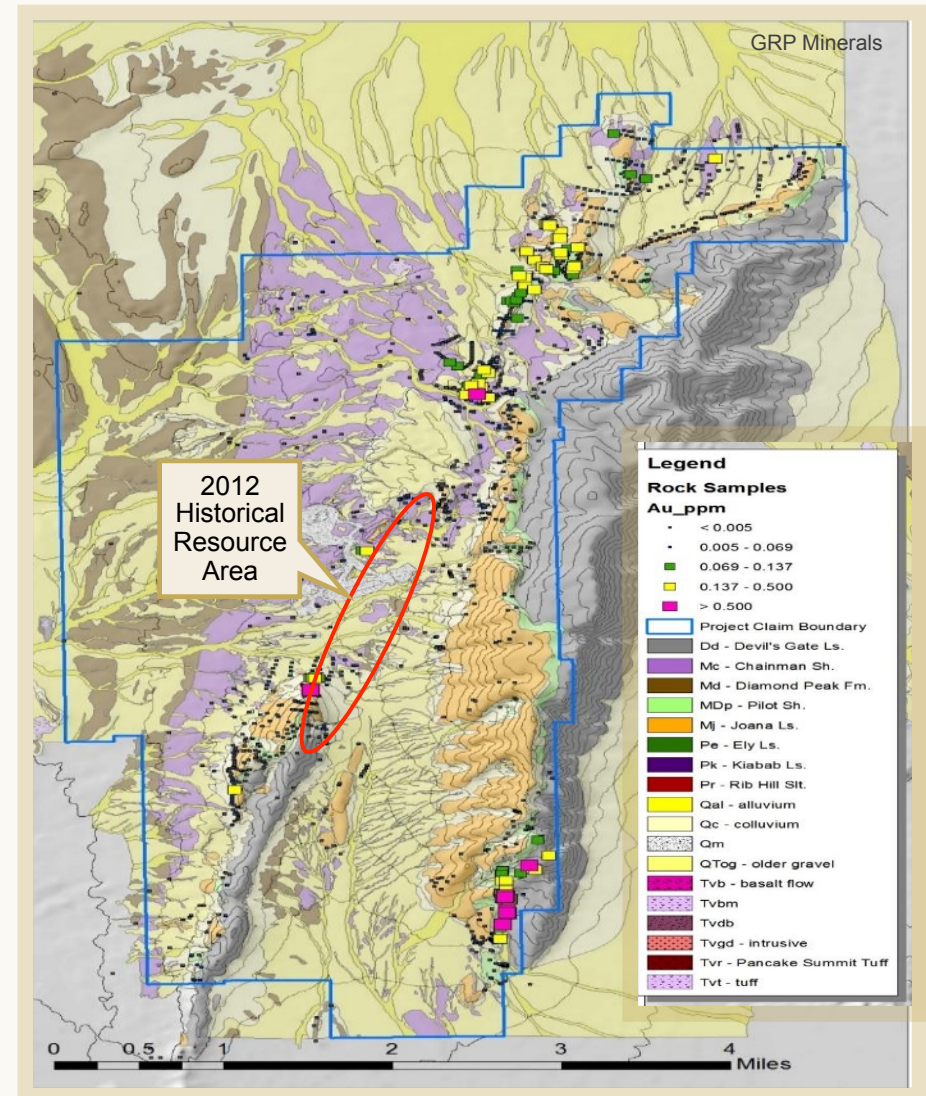 GRP Minerals
2012
Historical
Resource
Area
Legend
Rock Samples
Au_ppm
< 0.005
0.005 - 0.069
0.069 - 0.137
0.137 - 0.500
> 0.500
Project Claim Boundary
Dd - Devil's Gate Ls.
Mc - Chainman Sh.
Md - Diamond Peak Fm.
MDp - Pilot Sh.
Mj - Joana Ls.
Pe - Ely Ls.
Pk - Kiabab Ls.
Pr - Rib Hill Slt.
Qal - alluvium
Qc - colluvium
Qm
QTog - older gravel
Tvb - basalt flow
Tvbm
Tvdb
Tvgd - intrusive
Tvr - Pancake Summit Tuff
Tvt - tuff
0 0.5 1 2 3 4
Miles